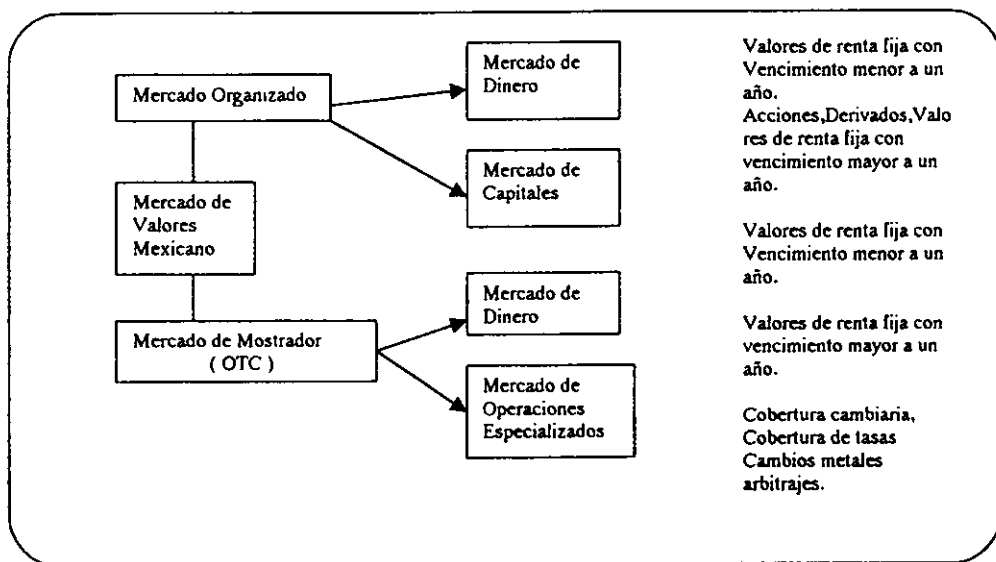 Mercado Organizado
Mercado de
Valores
Mexicano
Mercado de Mostrador
( OTC )
Mercado de
Dinero
Mercado de
Capitales
Mercado de
Dinero
Mercado de
Operaciones
Especializados
Valores de renta fija con
Vencimiento menor a un
año.
Acciones,Derivados,Valo
res de renta fija con
vencimiento mayor a un
año.
Valores de renta fija con
Vencimiento menor a un
año.
Valores de renta fija con
vencimiento mayor a un
año.
Cobertura cambiaria,
Cobertura de tasas
Cambios metales
arbitrajes.